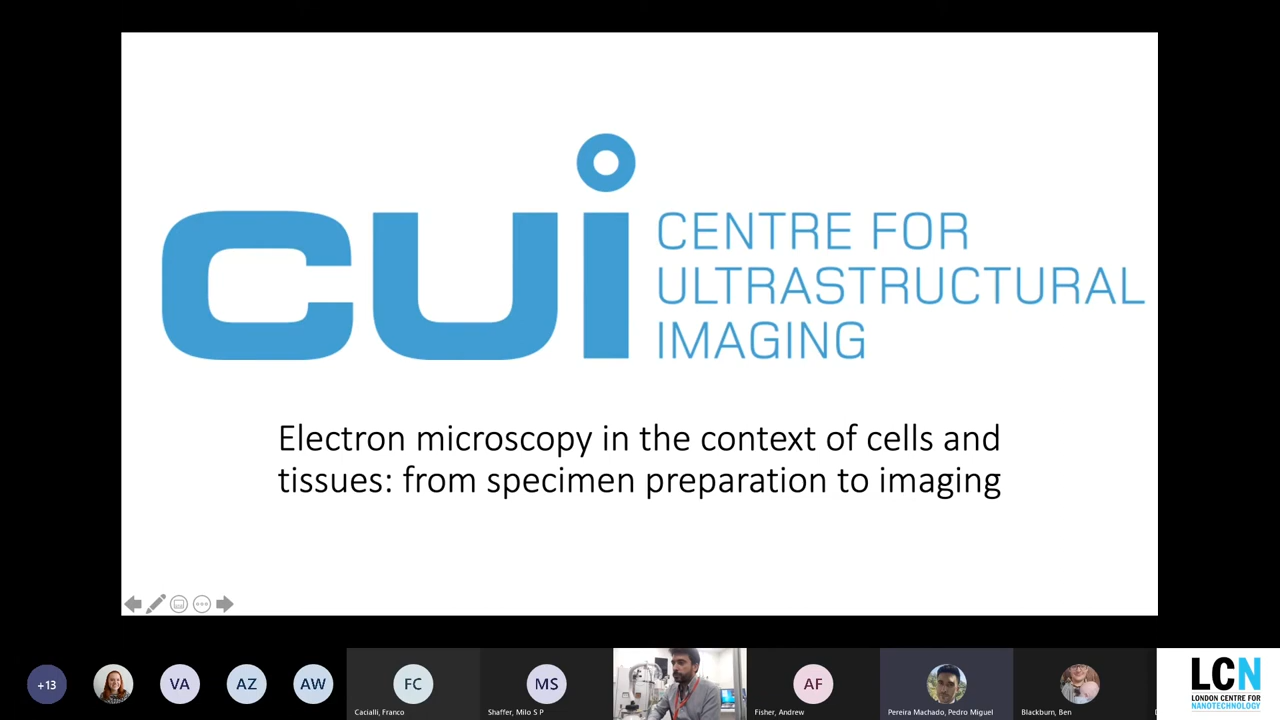 cui
CENTRE FOR
ULTRASTRUCTURAL
IMAGING
Electron microscopy in the context of cells and
tissues: from specimen preparation to imaging
+13
VA
AZ
AW
FC
Cacialli, Franco
MS
Shaffer, Milo S P
AF
Fisher, Andrew
Pereira Machado, Pedro Miguel
Blackburn, Ben
LCN
LONDON CENTRE FOR
NANOTECHNOLOGY